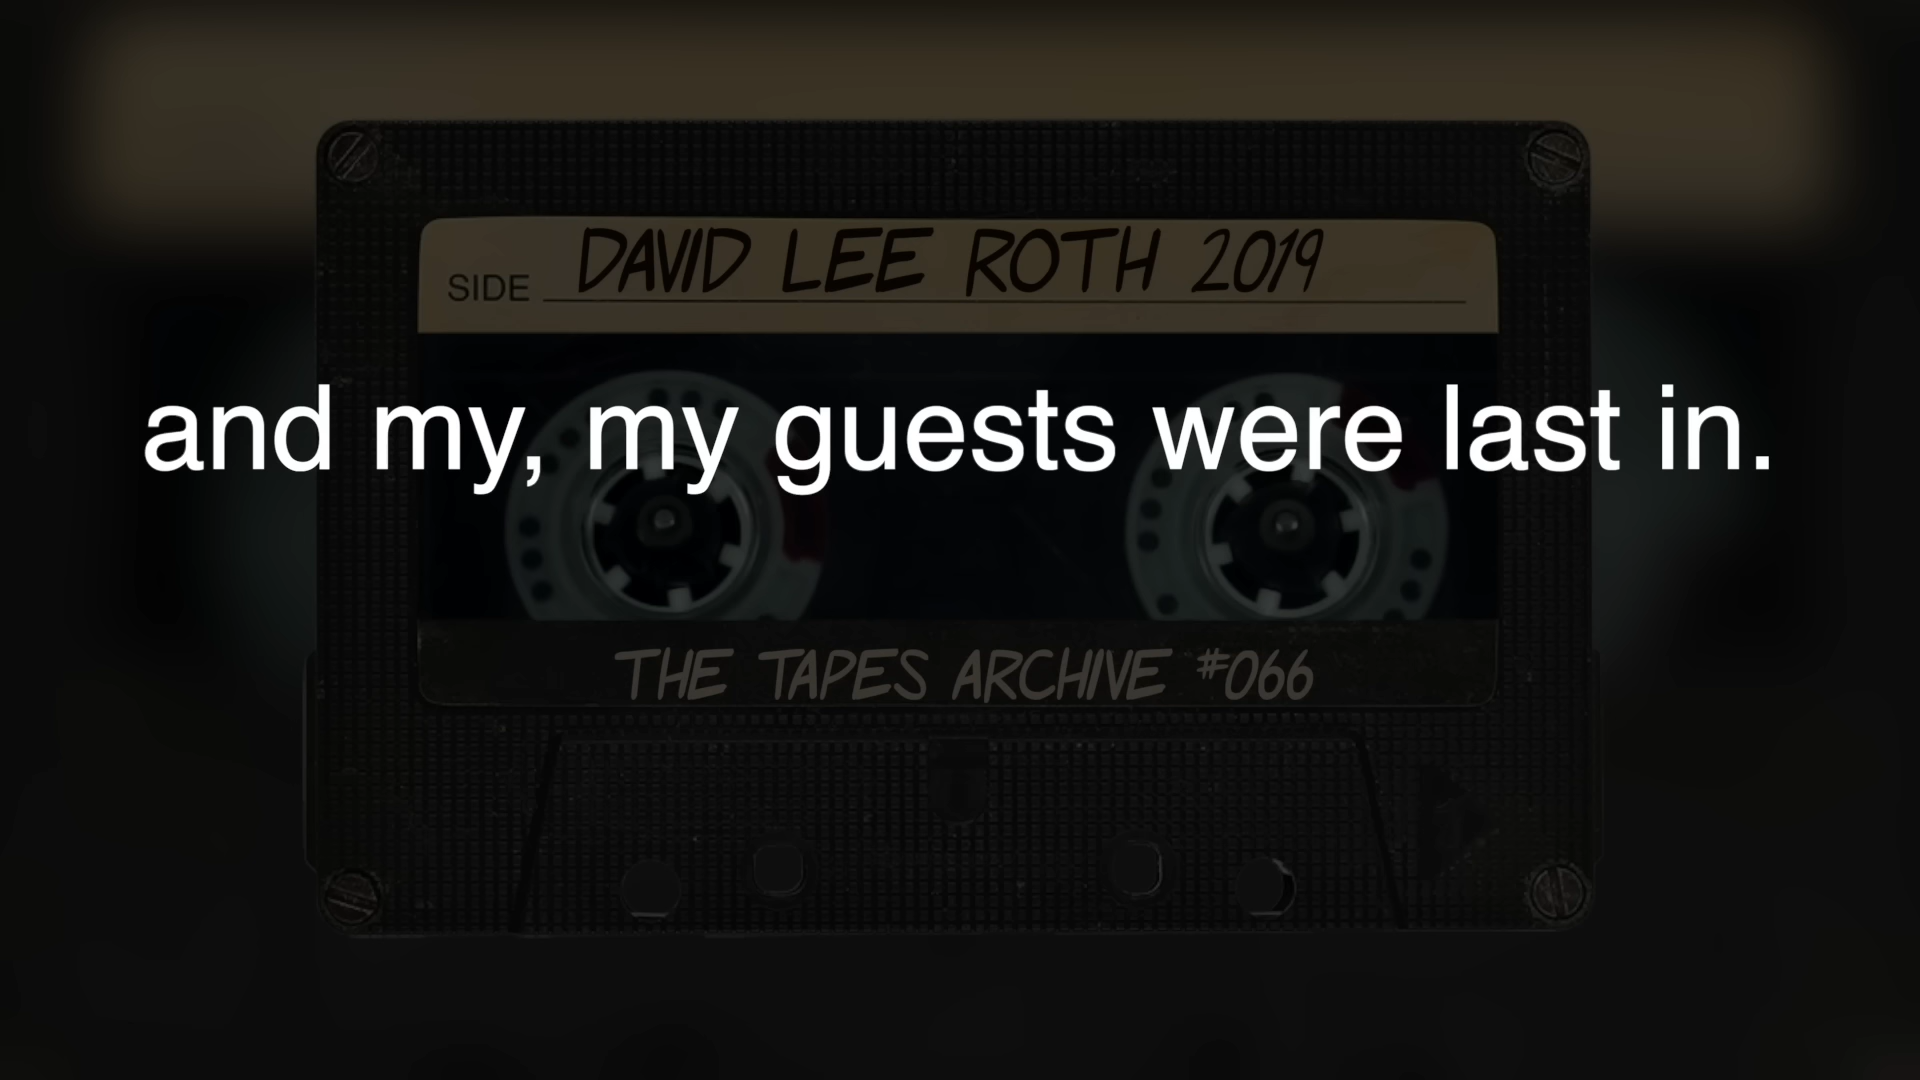 SIDE DAVID LEE ROTH 2019
and my, my guests were last in.
THE TAPES ARCHIVE #066